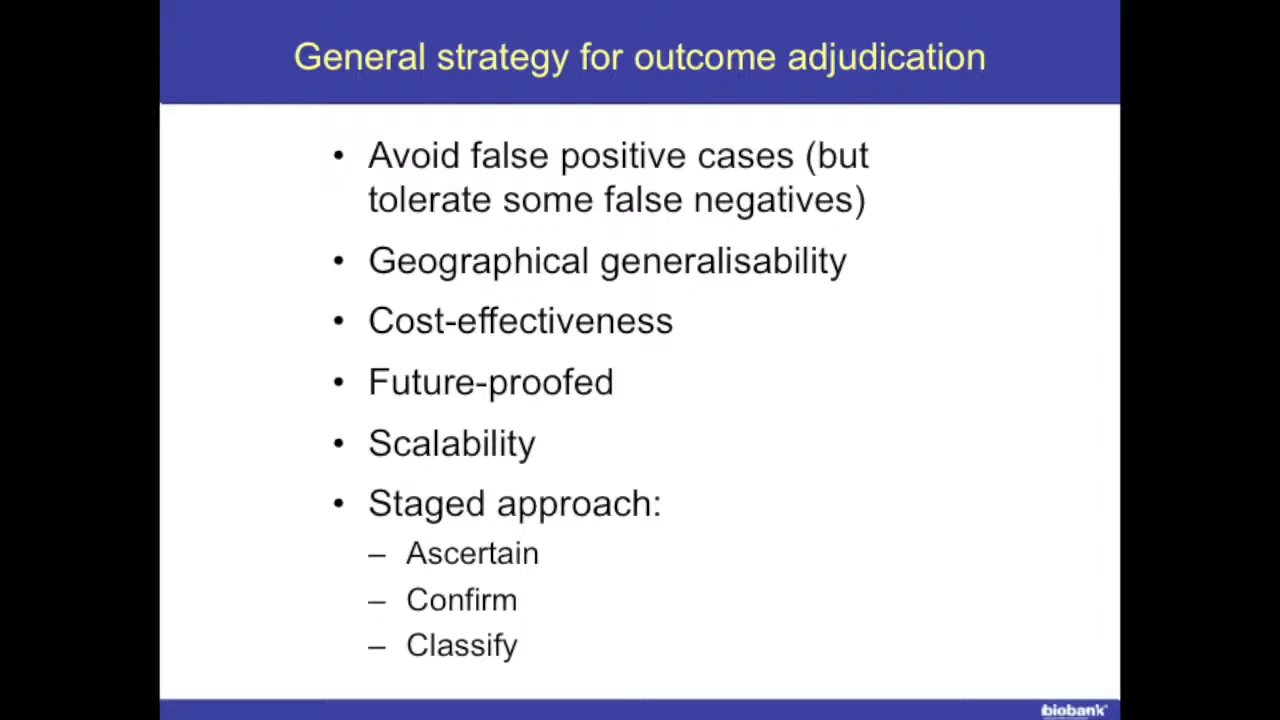 General strategy for outcome adjudication
• Avoid false positive cases (but
tolerate some false negatives)
• Geographical generalisability
• Cost-effectiveness
• Future-proofed
• Scalability
• Staged approach:
– Ascertain
– Confirm
– Classify
biobank